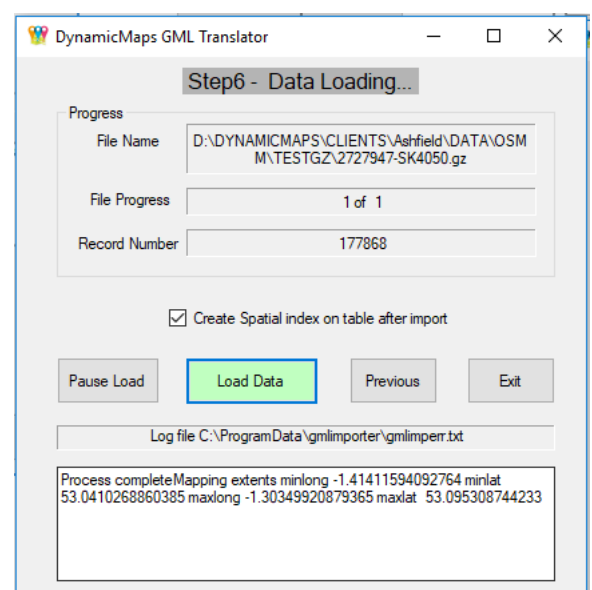 DynamicMaps GML Translator
Step6 - Data Loading...
Progress
File Name
D:\DYNAMICMAPS\CLIENTS\Ashfield\DATA\OSM
M\TESTGZ\2727947-SK4050.gz
File Progress
1 of 1
Record Number
177868
Create Spatial index on table after import
Pause Load
Load Data
Previous
Exit
Log file C:\ProgramData\gmlimporter\gmlimperr.txt
Process completeMapping extents minlong -1.41411594092764 minlat
53.0410268860385 maxlong -1.30349920879365 maxlat 53.095308744233